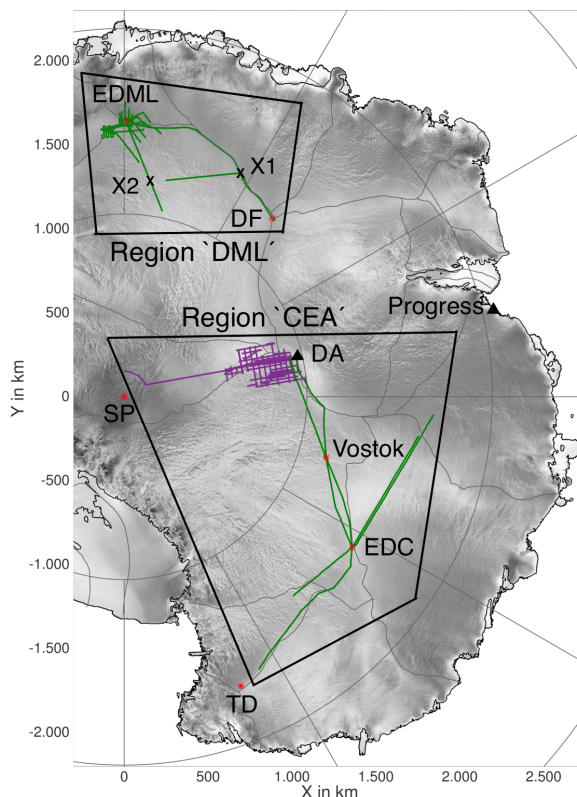 2.000
EDML
1.500
X1
X2
DF
1.000
Region `DML´
500
Progress
Region `CEA´
DA
Y in km
0
SP
Vostok
-500
EDC
-1.000
-1.500
TD
-2.000
0
500
1.000
1.500
2.000
2.500
X in km